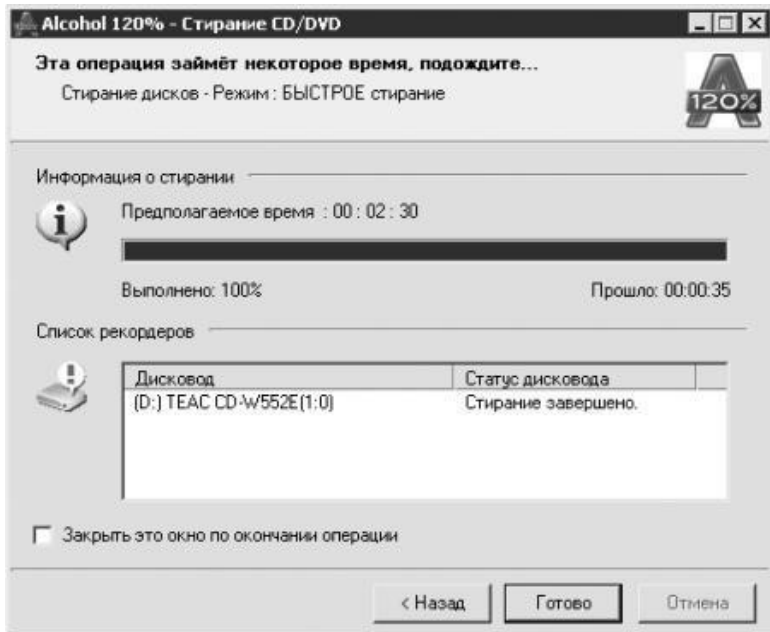 Alcohol 120% - Стирание CD/DVD
Эта операция займёт некоторое время, подождите...
Стирание дисков - Режим : БЫСТРОЕ стирание
120%
Информация о стирании
Предполагаемое время : 00 : 02 : 30
Выполнено: 100% Прошло: 00:00:35
Список рекордеров
Дисковод Статус дисковода
(D:) TEAC CD-W552E(1:0) Стирание завершено.
Закрыть это окно по окончании операции
< Назад Готово Отмена